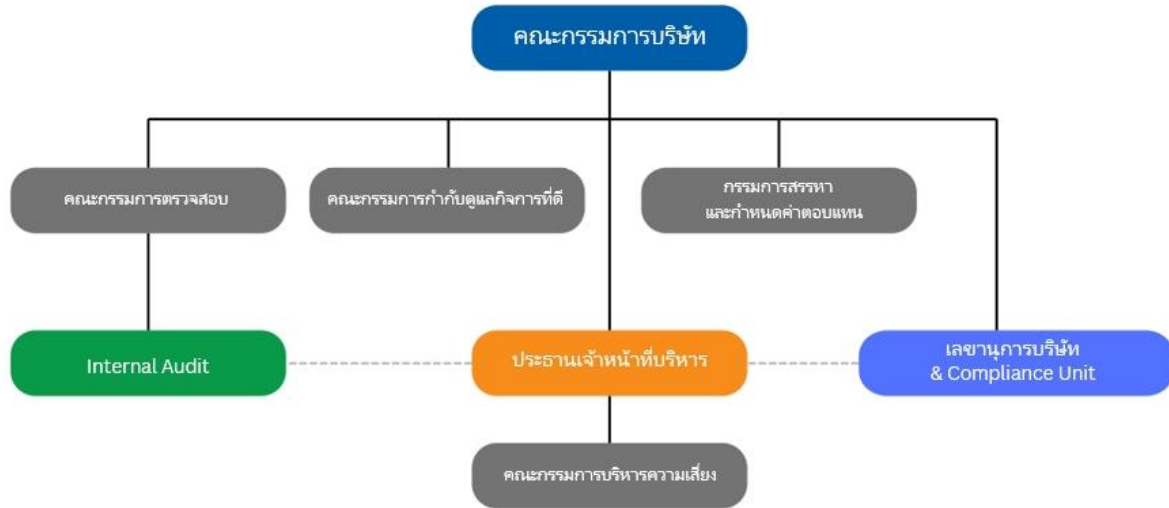 คณะกรรมการบริษัท
คณะกรรมการตรวจสอบ
คณะกรรมการกำกับดูแลกิจการที่ดี
กรรมการสรรหา
และกำหนดค่าตอบแทน
Internal Audit
ประธานเจ้าหน้าที่บริหาร
เลขานุการบริษัท
& Compliance Unit
คณะกรรมการบริหารความเสี่ยง